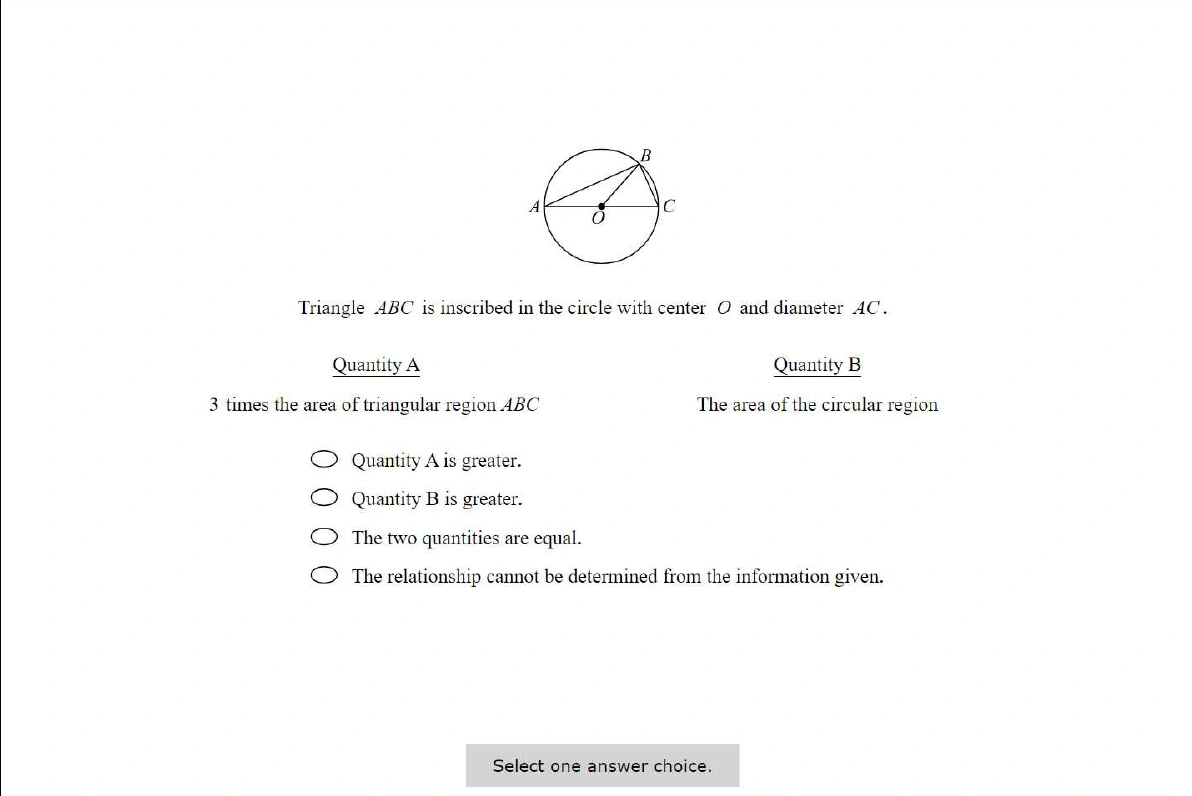 B
A
C
O
Triangle ABC is inscribed in the circle with center O and diameter AC.
Quantity A
Quantity B
3 times the area of triangular region ABC
The area of the circular region
Quantity A is greater.
Quantity B is greater.
The two quantities are equal.
The relationship cannot be determined from the information given.
Select one answer choice.